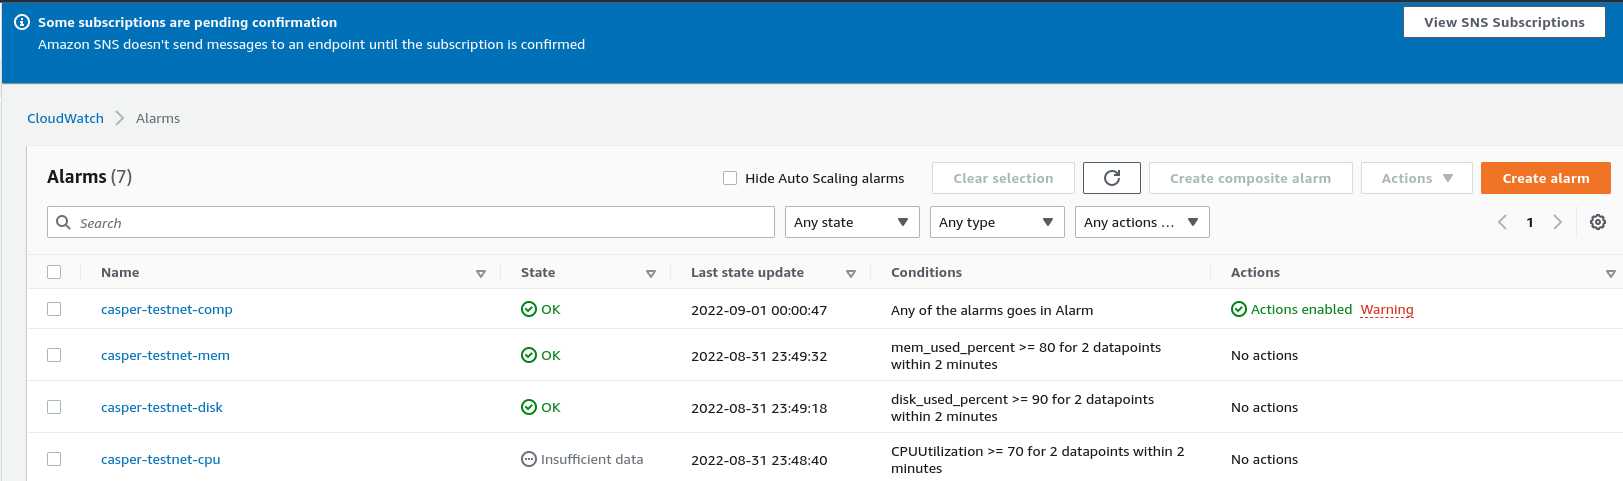 Some subscriptions are pending confirmation
View SNS Subscriptions
Amazon SNS doesn't send messages to an endpoint until the subscription is confirmed
CloudWatch > Alarms
Alarms (7)
Hide Auto Scaling alarms
Clear selection
Create composite alarm
Actions
Create alarm
Search
Any state
Any type
Any actions ...
1
Name State Last state update Conditions Actions
casper-testnet-comp OK 2022-09-01 00:00:47 Any of the alarms goes in Alarm Actions enabled Warning
casper-testnet-mem OK 2022-08-31 23:49:32 mem_used_percent >= 80 for 2 datapoints
within 2 minutes
No actions
casper-testnet-disk OK 2022-08-31 23:49:18 disk_used_percent >= 90 for 2 datapoints
within 2 minutes
No actions
casper-testnet-cpu Insufficient data 2022-08-31 23:48:40 CPUUtilization >= 70 for 2 datapoints within 2
minutes
No actions